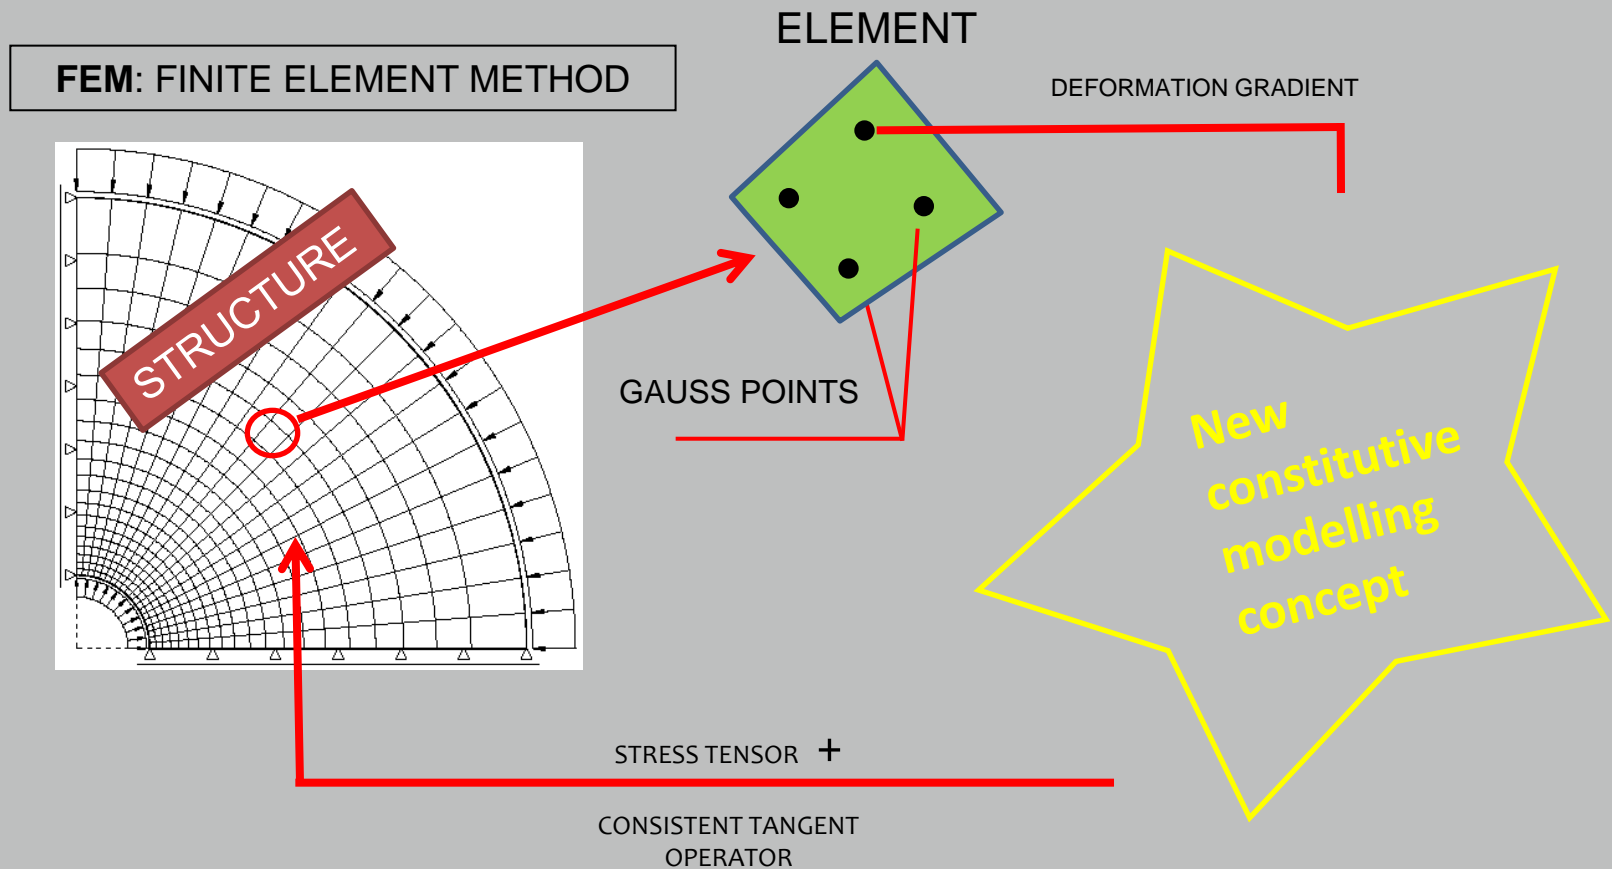 ELEMENT
FEM: FINITE ELEMENT METHOD
DEFORMATION GRADIENT
STRUCTURE
GAUSS POINTS
New
constitutive
modelling
concept
STRESS TENSOR +
CONSISTENT TANGENT
OPERATOR